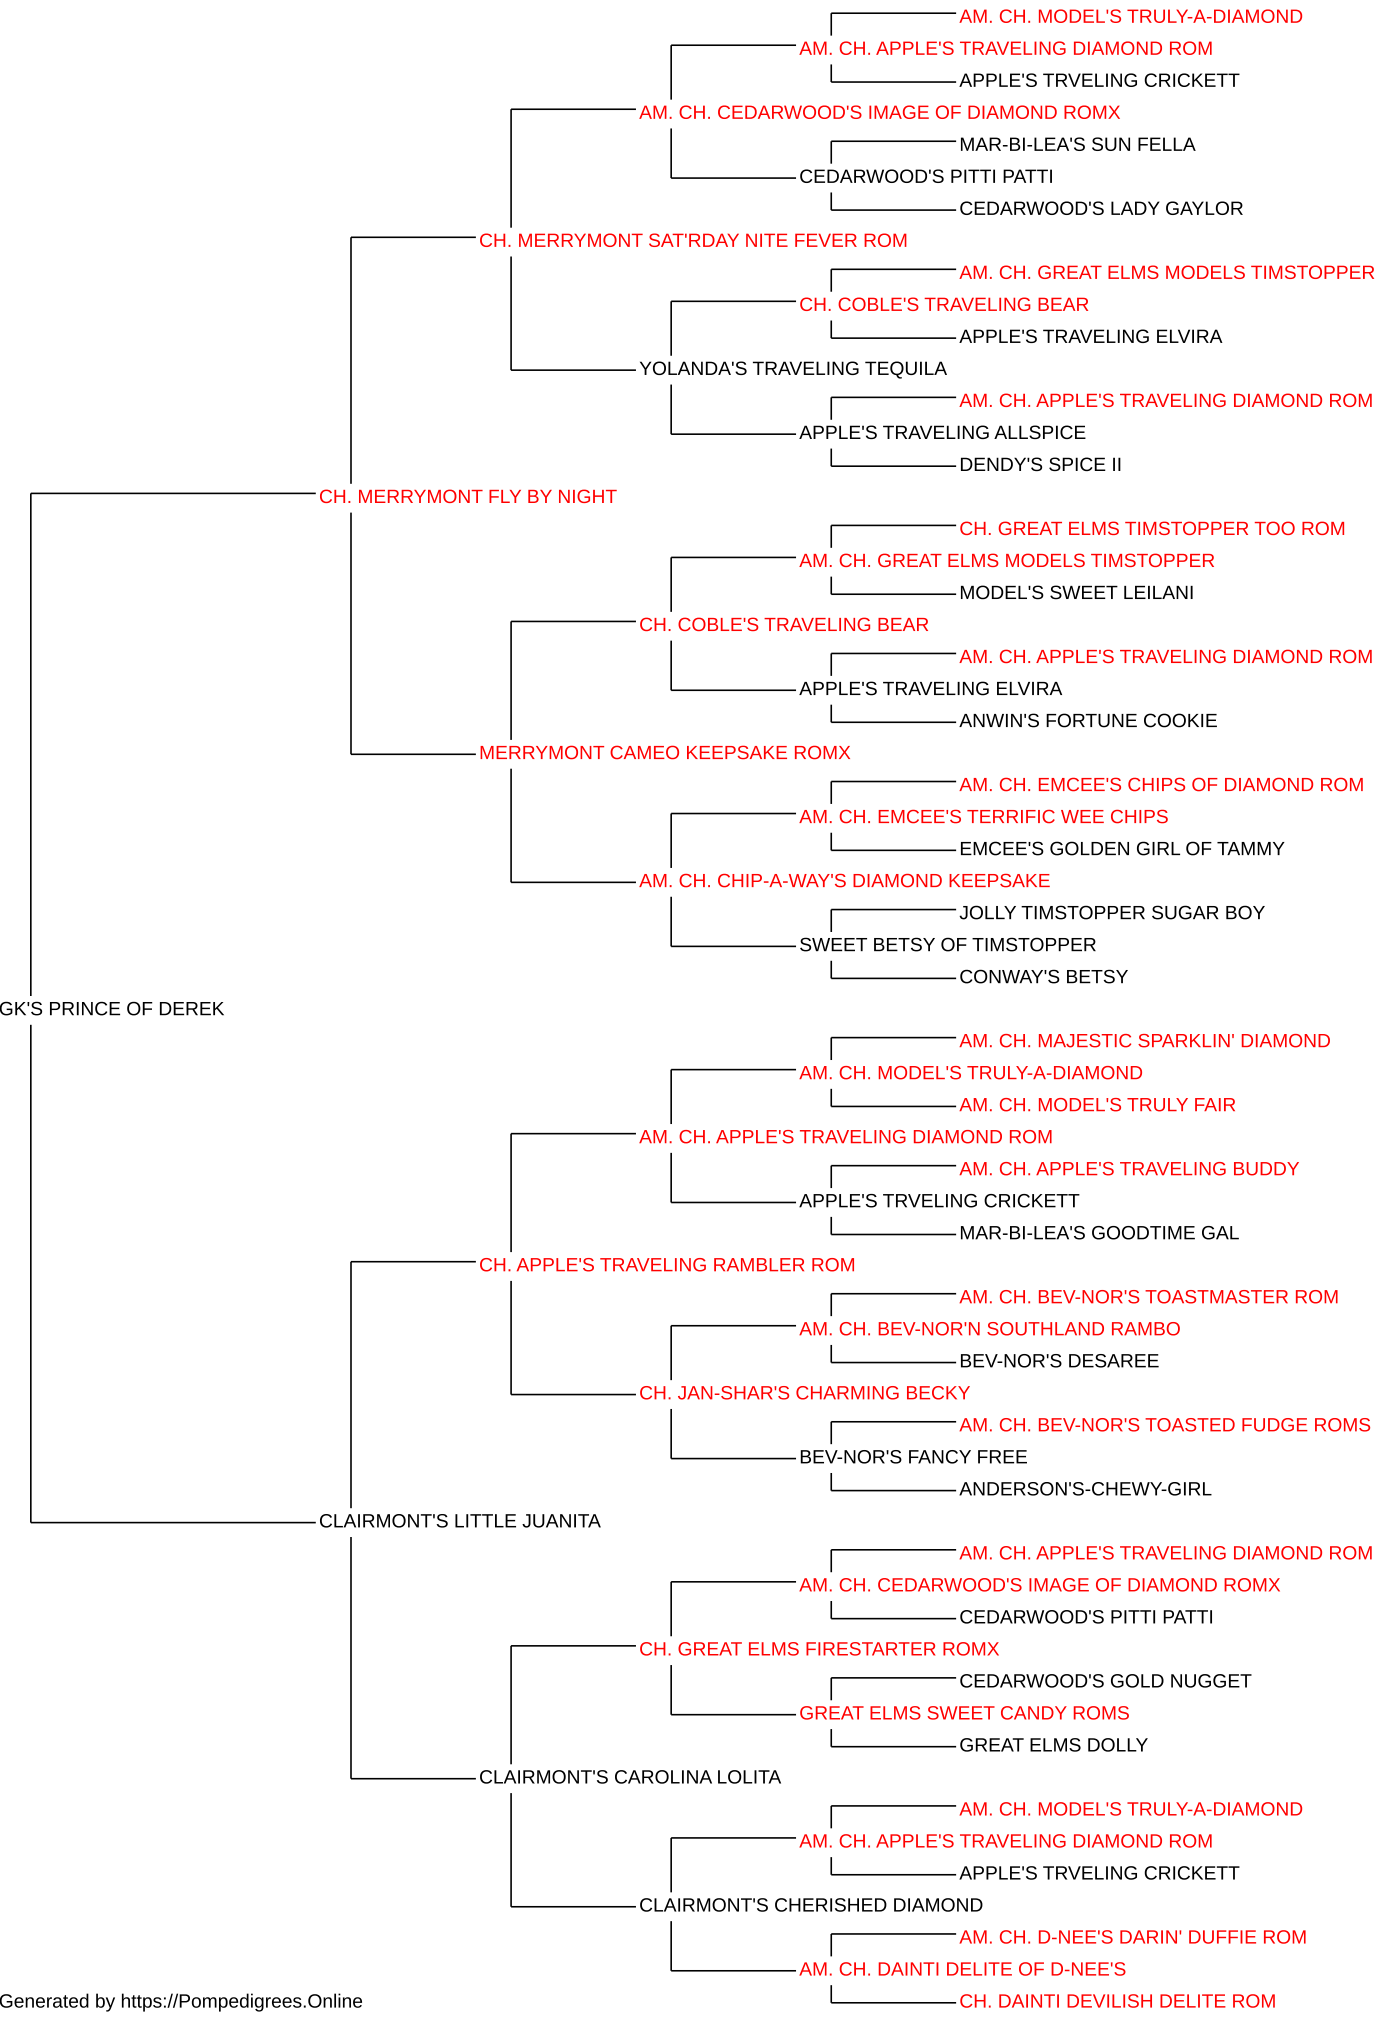 AM. CH. MODEL'S TRULY-A-DIAMOND
AM. CH. APPLE'S TRAVELING DIAMOND ROM
APPLE'S TRVELING CRICKETT
AM. CH. CEDARWOOD'S IMAGE OF DIAMOND ROMX
MAR-BI-LEA'S SUN FELLA
CEDARWOOD'S PITTI PATTI
CEDARWOOD'S LADY GAYLOR
CH. MERRYMONT SAT'RDAY NITE FEVER ROM
AM. CH. GREAT ELMS MODELS TIMSTOPPER
CH. COBLE'S TRAVELING BEAR
APPLE'S TRAVELING ELVIRA
YOLANDA'S TRAVELING TEQUILA
AM. CH. APPLE'S TRAVELING DIAMOND ROM
APPLE'S TRAVELING ALLSPICE
DENDY'S SPICE II
CH. MERRYMONT FLY BY NIGHT
CH. GREAT ELMS TIMSTOPPER TOO ROM
AM. CH. GREAT ELMS MODELS TIMSTOPPER
MODEL'S SWEET LEILANI
CH. COBLE'S TRAVELING BEAR
AM. CH. APPLE'S TRAVELING DIAMOND ROM
APPLE'S TRAVELING ELVIRA
ANWIN'S FORTUNE COOKIE
MERRYMONT CAMEO KEEPSAKE ROMX
AM. CH. EMCEE'S CHIPS OF DIAMOND ROM
AM. CH. EMCEE'S TERRIFIC WEE CHIPS
EMCEE'S GOLDEN GIRL OF TAMMY
AM. CH. CHIP-A-WAY'S DIAMOND KEEPSAKE
JOLLY TIMSTOPPER SUGAR BOY
SWEET BETSY OF TIMSTOPPER
CONWAY'S BETSY
GK'S PRINCE OF DEREK
AM. CH. MAJESTIC SPARKLIN' DIAMOND
AM. CH. MODEL'S TRULY-A-DIAMOND
AM. CH. MODEL'S TRULY FAIR
AM. CH. APPLE'S TRAVELING DIAMOND ROM
AM. CH. APPLE'S TRAVELING BUDDY
APPLE'S TRVELING CRICKETT
MAR-BI-LEA'S GOODTIME GAL
CH. APPLE'S TRAVELING RAMBLER ROM
AM. CH. BEV-NOR'S TOASTMASTER ROM
AM. CH. BEV-NOR'N SOUTHLAND RAMBO
BEV-NOR'S DESAREE
CH. JAN-SHAR'S CHARMING BECKY
AM. CH. BEV-NOR'S TOASTED FUDGE ROMS
BEV-NOR'S FANCY FREE
ANDERSON'S-CHEWY-GIRL
CLAIRMONT'S LITTLE JUANITA
AM. CH. APPLE'S TRAVELING DIAMOND ROM
AM. CH. CEDARWOOD'S IMAGE OF DIAMOND ROMX
CEDARWOOD'S PITTI PATTI
CH. GREAT ELMS FIRESTARTER ROMX
CEDARWOOD'S GOLD NUGGET
GREAT ELMS SWEET CANDY ROMS
GREAT ELMS DOLLY
CLAIRMONT'S CAROLINA LOLITA
AM. CH. MODEL'S TRULY-A-DIAMOND
AM. CH. APPLE'S TRAVELING DIAMOND ROM
APPLE'S TRVELING CRICKETT
CLAIRMONT'S CHERISHED DIAMOND
AM. CH. D-NEE'S DARIN' DUFFIE ROM
AM. CH. DAINTI DELITE OF D-NEE'S
CH. DAINTI DEVILISH DELITE ROM
Generated by https://Pompedigrees.Online